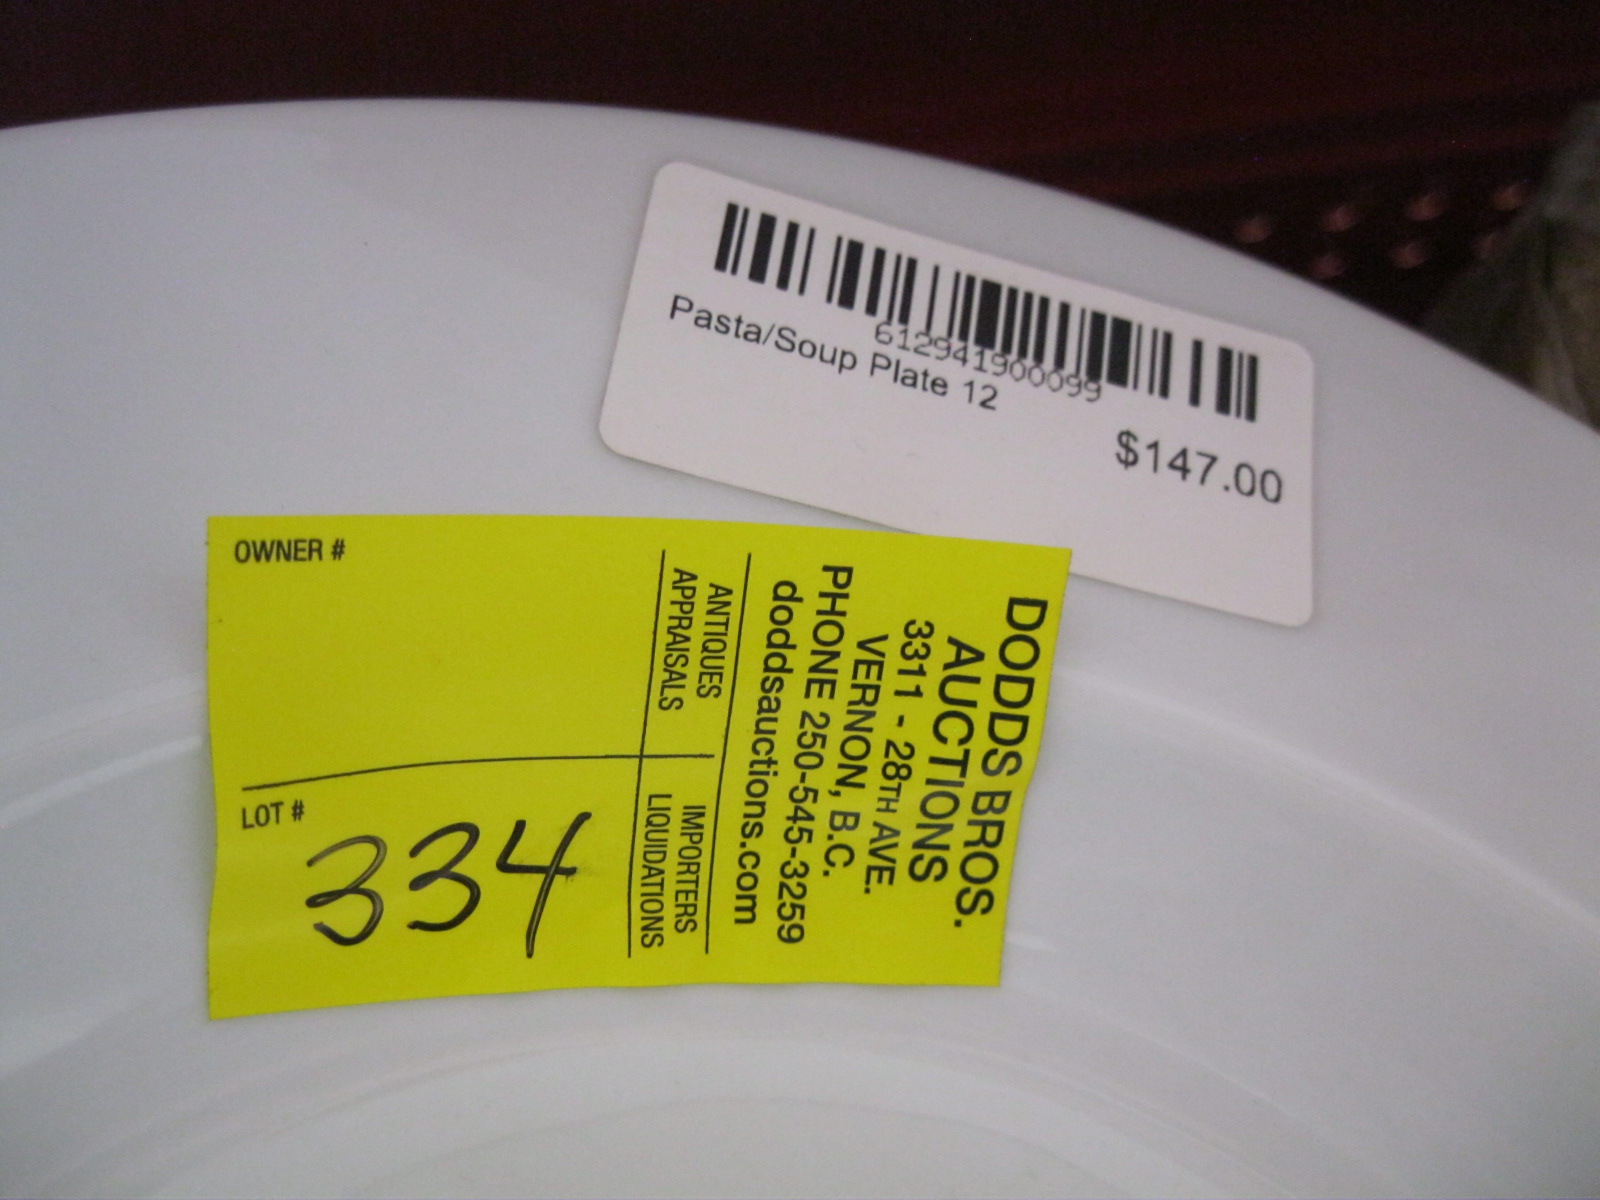 612941900099
Pasta/Soup Plate 12
$147.00
DODDS BROS.
AUCTIONS
3311 - 28TH AVE.
VERNON, B.C.
PHONE 250-545-3259
doddsauctions.com
ANTIQUES
APPRAISALS
IMPORTERS
LIQUIDATIONS
OWNER #
LOT #
334